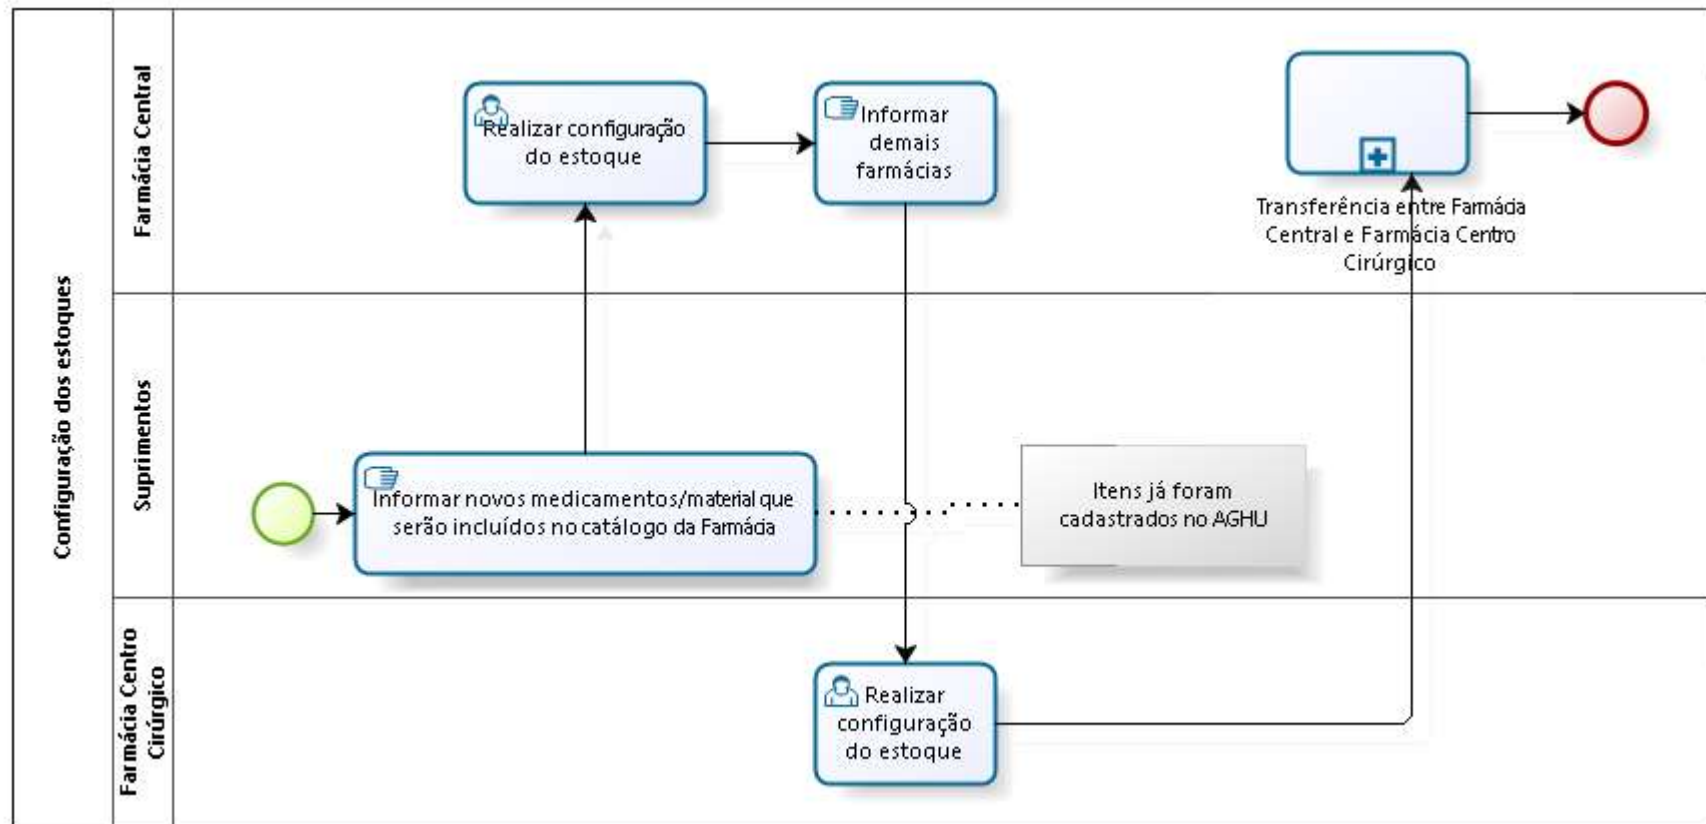 Configuração dos estoques
Farmácia Central
Realizar configuração
do estoque
Informar
demais
farmácias
Transferência entre Farmácia
Central e Farmácia Centro
Cirúrgico
Suprimentos
Informar novos medicamentos/material que
serão incluídos no catálogo da Farmácia
Itens já foram
cadastrados no AGHU
Farmácia Centro
Cirúrgico
Realizar
configuração
do estoque